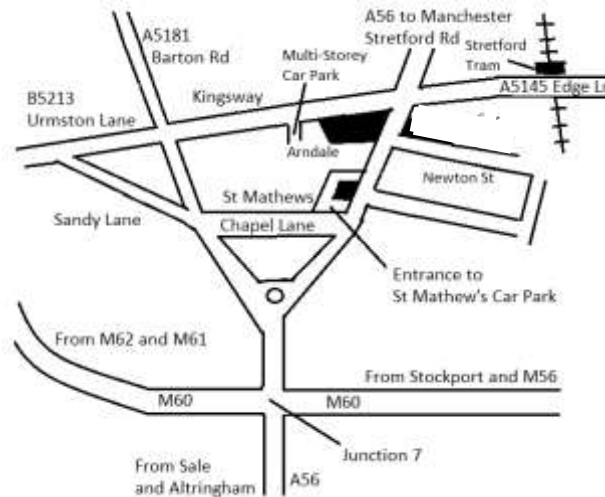 A56 to Manchester
Stretford Rd
A5181
Barton Rd
Multi-Storey
Car Park
Stretford
Tram
B5213
Urmston Lane
Kingsway
A5145 Edge Ln
Arndale
Newton St
St Mathews
Sandy Lane
Chapel Lane
Entrance to
St Mathew's Car Park
From M62 and M61
From Stockport and M56
M60
M60
Junction 7
From Sale
and Altringham
A56